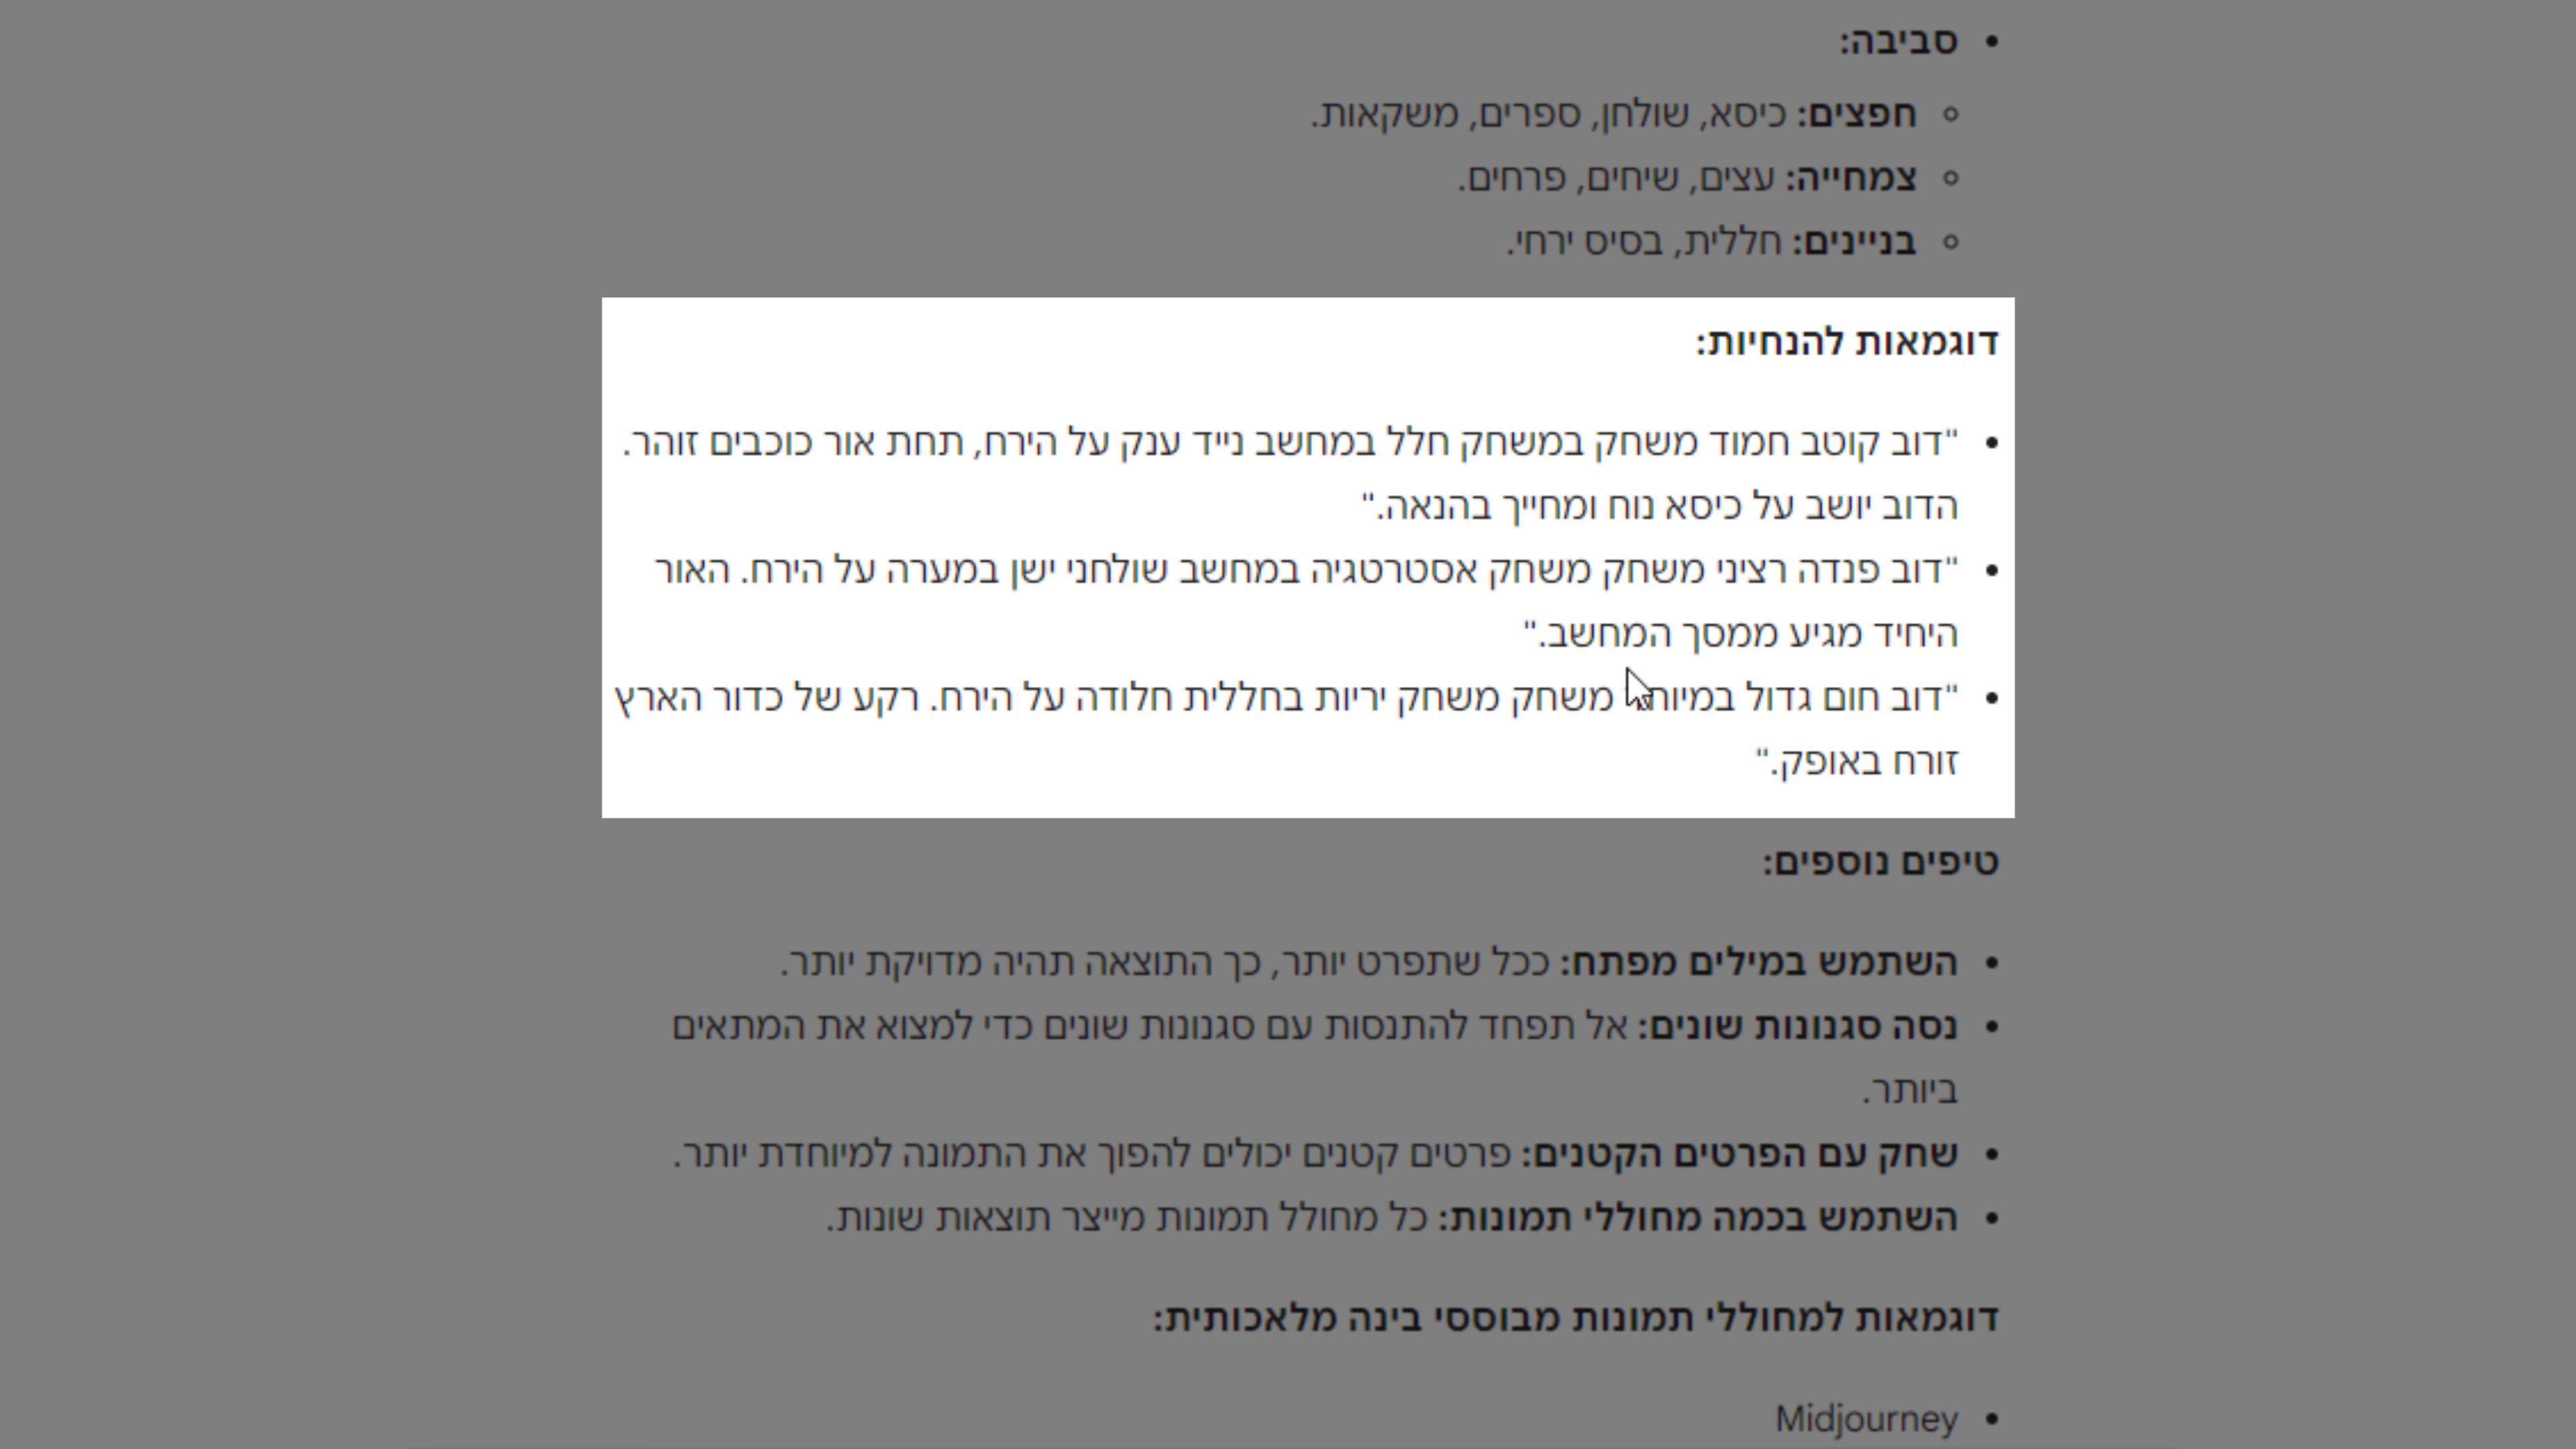 סביבה:
חפצים: כיסא, שולחן, ספרים, משקאות.
צמחייה: עצים, שיחים, פרחים.
בניינים: חללית, בסיס ירחי.
דוגמאות להנחיות:
"דוב קוטב חמוד משחק במשחק חלל במחשב נייד ענק על הירח, תחת אור כוכבים זוהר.
הדוב יושב על כיסא נוח ומחייך בהנאה."
"דוב פנדה רציני משחק משחק אסטרטגיה במחשב שולחני ישן במערה על הירח. האור
היחיד מגיע ממסך המחשב."
"דוב חום גדול משחק משחק יריות בחללית חלודה על הירח. רקע של כדור הארץ
זורח באופק."
טיפים נוספים:
השתמש במילים מפתח: ככל שתפרט יותר, כך התוצאה תהיה מדויקת יותר.
נסה סגנונות שונים: אל תפחד להתנסות עם סגנונות שונים כדי למצוא את המתאים
ביותר.
שחק עם הפרטים הקטנים: פרטים קטנים יכולים להפוך את התמונה למיוחדת יותר.
השתמש בכמה מחוללי תמונות: כל מחולל תמונות מייצר תוצאות שונות.
דוגמאות למחוללי תמונות מבוססי בינה מלאכותית:
Midjourney